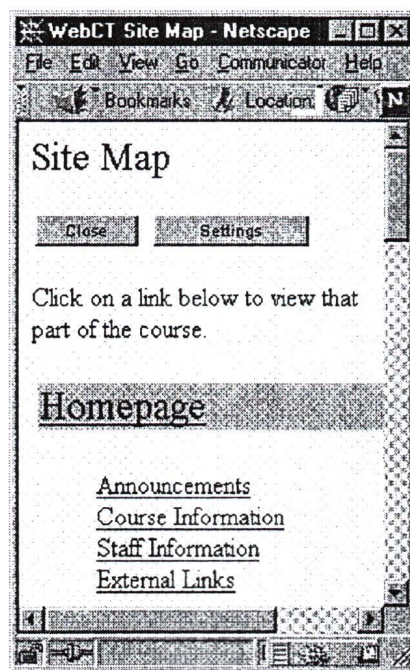 WebCT Site Map - Netscape
File Edit View Go Communicator Help
Bookmarks Location: N
Site Map
Close Settings
Click on a link below to view that
part of the course.
Homepage
Announcements
Course Information
Staff Information
External Links